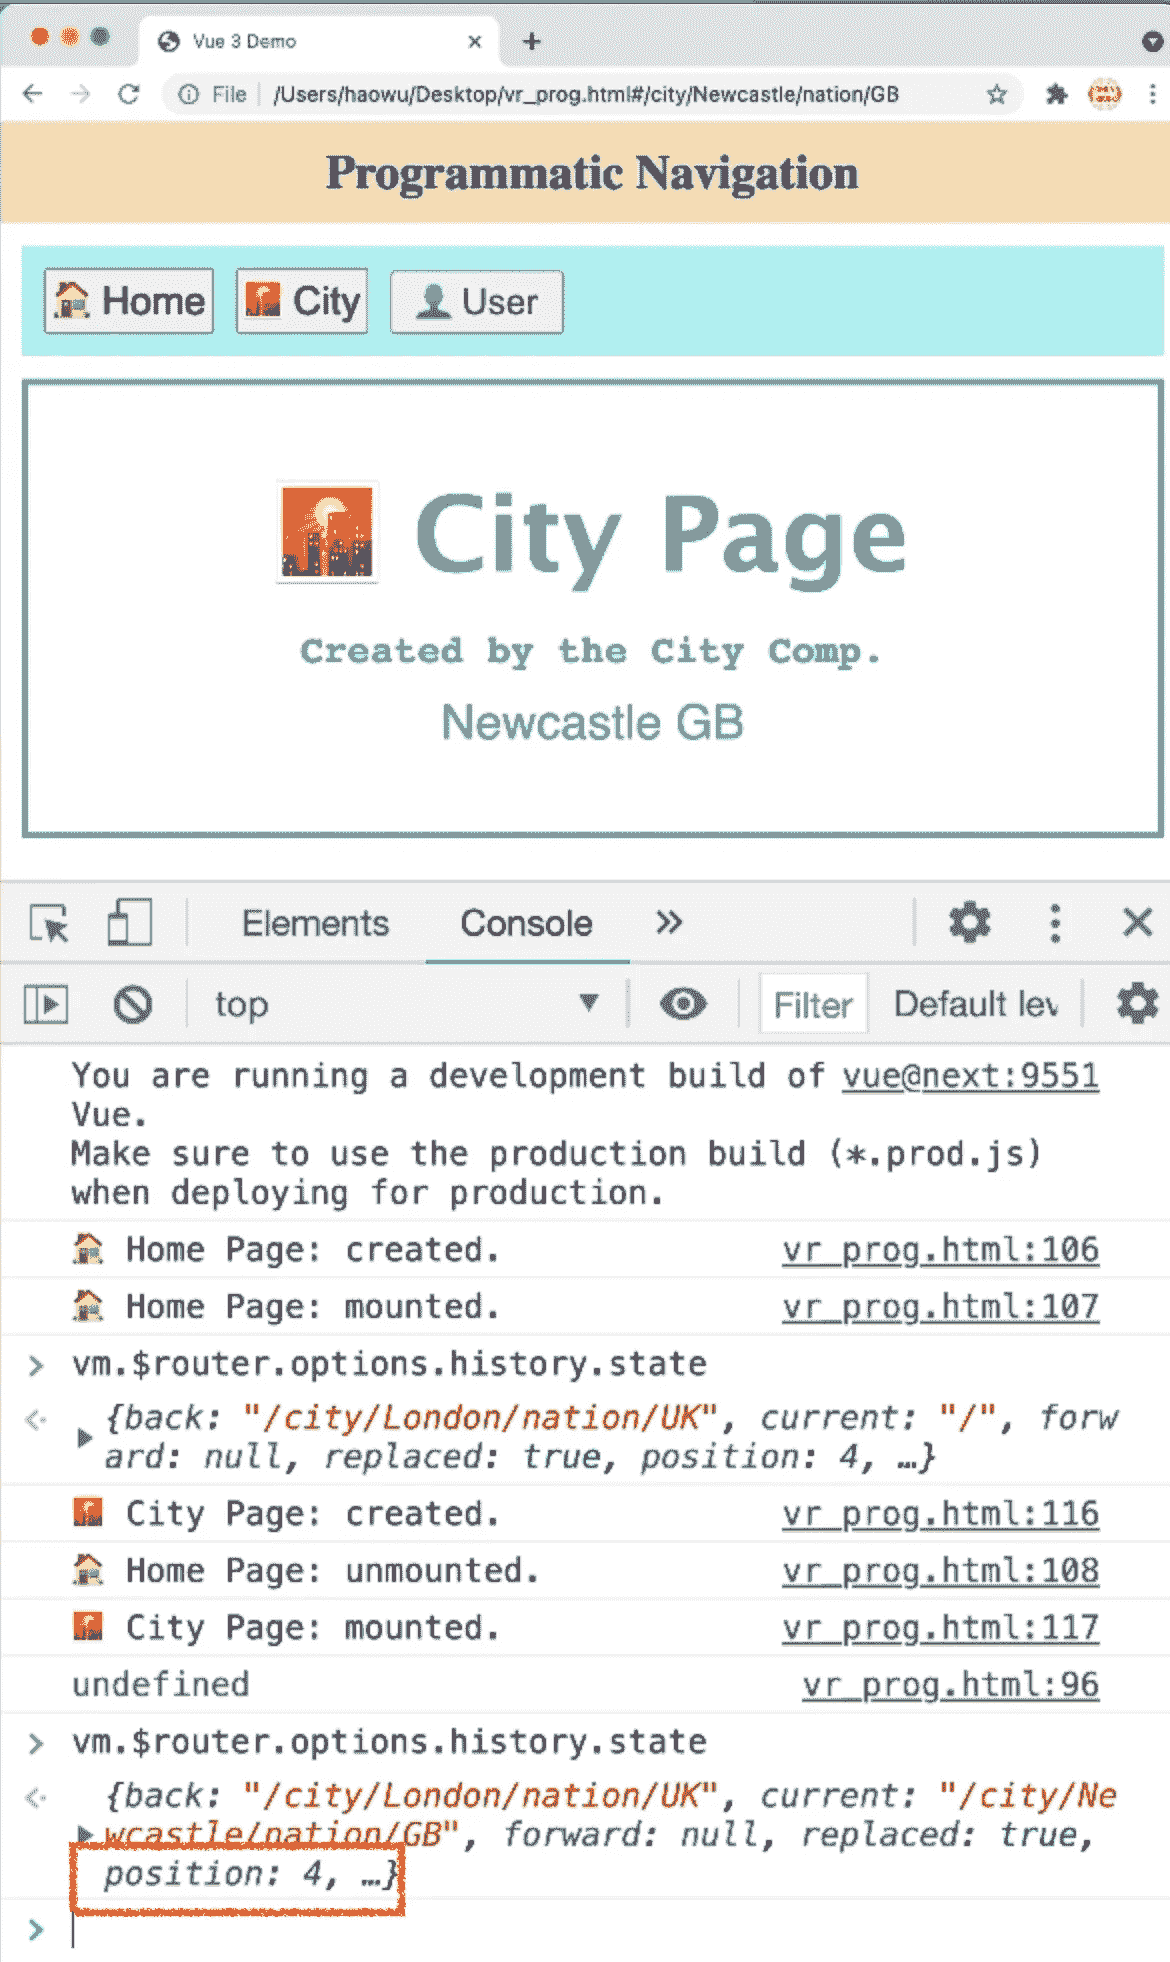 Vue 3 Demo
File /Users/haowu/Desktop/vr_prog.html#/city/Newcastle/nation/GB
Programmatic Navigation
Home City User
City Page
Created by the City Comp.
Newcastle GB
Elements Console »
top Filter Default lev
You are running a development build of vue@next:9551
Vue.
Make sure to use the production build (*.prod.js)
when deploying for production.
Home Page: created. vr_prog.html:106
Home Page: mounted. vr_prog.html:107
> vm.$router.options.history.state
{back: "/city/London/nation/UK", current: "/", forw
ard: null, replaced: true, position: 4, …}
City Page: created. vr_prog.html:116
Home Page: unmounted. vr_prog.html:108
City Page: mounted. vr_prog.html:117
undefined vr_prog.html:96
> vm.$router.options.history.state
{back: "/city/London/nation/UK", current: "/city/Ne
wcastle/nation/GB", forward: null, replaced: true,
position: 4, …}
>